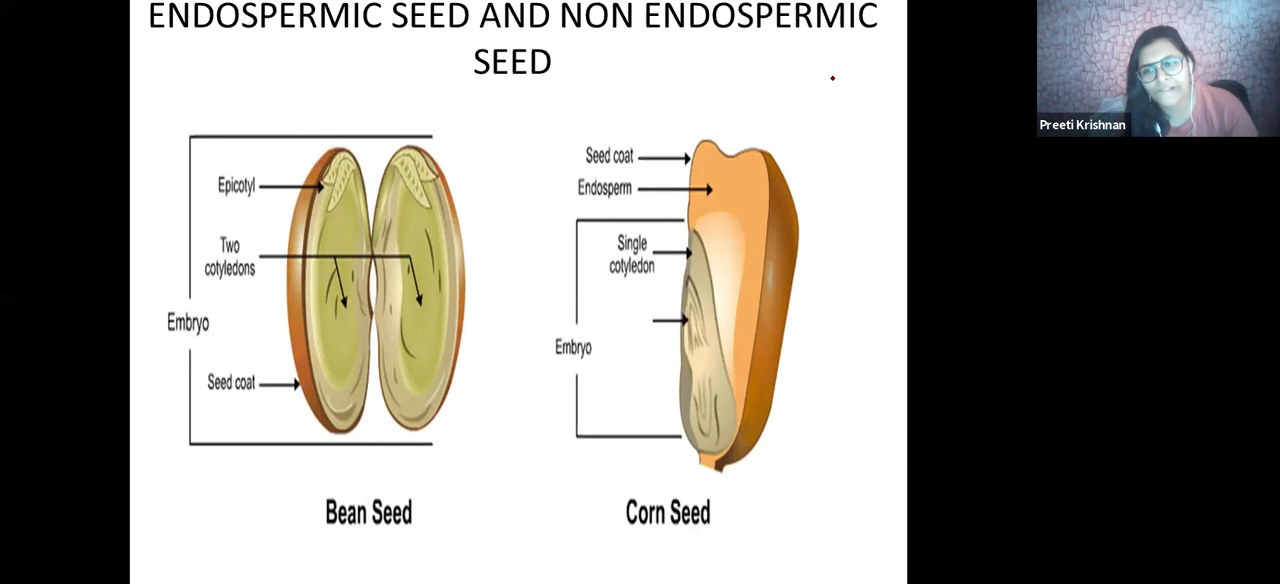 ENDOSPERMIC SEED AND NON ENDOSPERMIC
SEED
Preeti Krishnan
Epicotyl
Two
cotyledons
Embryo
Seed coat
Bean Seed
Seed coat
Endosperm
Single
cotyledon
Embryo
Corn Seed